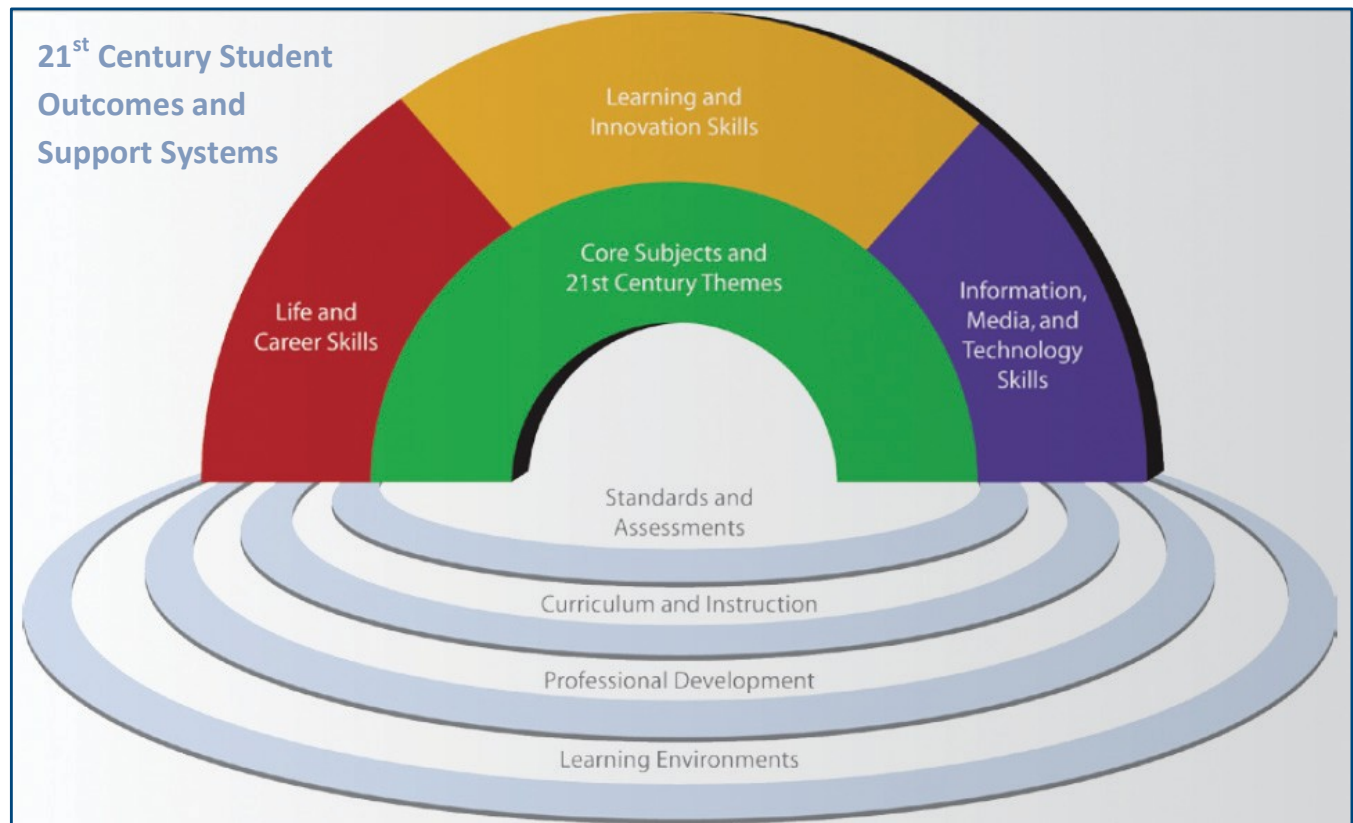 21st Century Student
Outcomes and
Support Systems
Learning and
Innovation Skills
Core Subjects and
21st Century Themes
Life and
Career Skills
Information,
Media, and
Technology
Skills
Standards and
Assessments
Curriculum and Instruction
Professional Development
Learning Environments